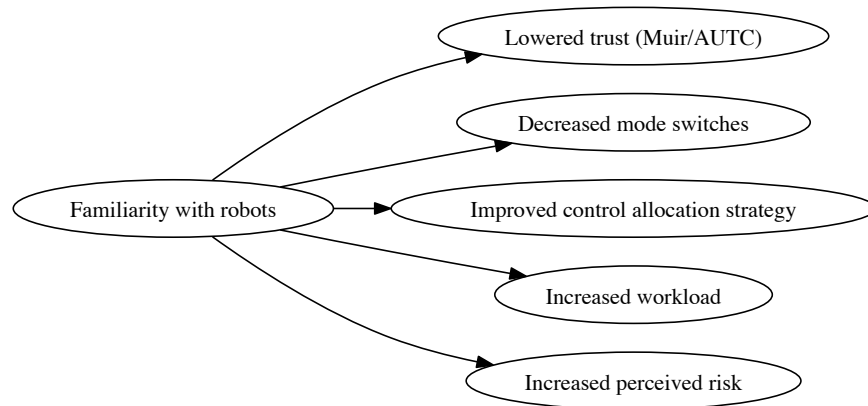 Lowered trust (Muir/AUTC)
Decreased mode switches
Familiarity with robots
Improved control allocation strategy
Increased workload
Increased perceived risk